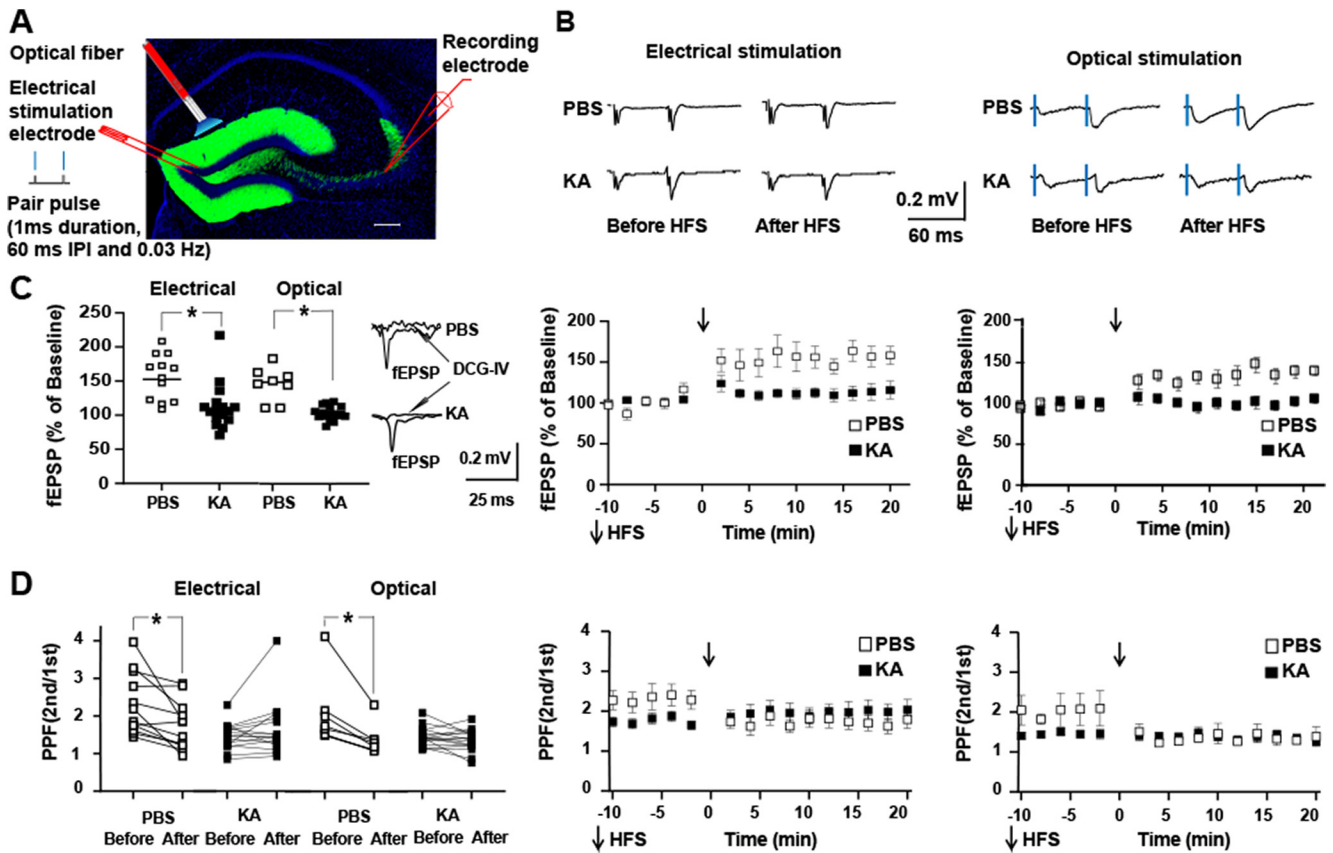 A
Optical fiber
Electrical
stimulation
electrode
Pair pulse
(1ms duration,
60 ms IPI and 0.03 Hz)
Recording
electrode
B
Electrical stimulation
Optical stimulation
PBS
PBS
KA
KA
Before HFS
After HFS
0.2 mV
60 ms
Before HFS
After HFS
C
Electrical
Optical
*
*
fEPSP (% of Baseline)
250
200
150
100
50
0
PBS
KA
PBS
KA
PBS
fEPSP
DCG-IV
KA
fEPSP
0.2 mV
25 ms
fEPSP (% of Baseline)
200
150
100
50
0
PBS
KA
-10
-5
0
5
10
15
20
HFS
Time (min)
fEPSP (% of Baseline)
200
150
100
50
0
PBS
KA
-10
-5
0
5
10
15
20
HFS
Time (min)
D
Electrical
Optical
*
*
PPF(2nd/1st)
4
3
2
1
0
PBS
KA
PBS
KA
Before After
Before After
Before After
Before After
PPF(2nd/1st)
4
3
2
1
0
PBS
KA
-10
-5
0
5
10
15
20
HFS
Time (min)
PPF(2nd/1st)
4
3
2
1
0
PBS
KA
-10
-5
0
5
10
15
20
HFS
Time (min)